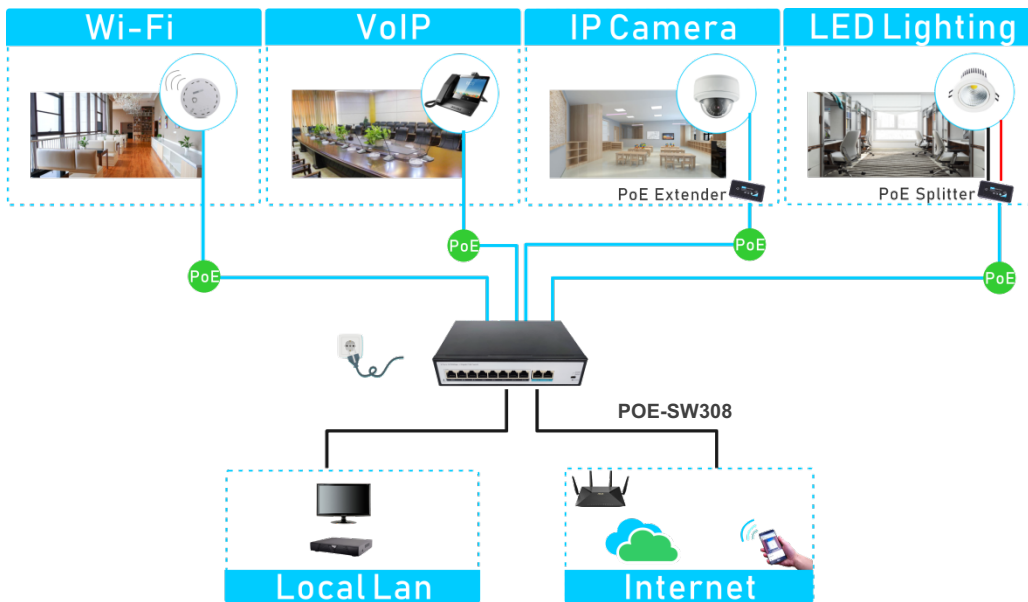 Wi-Fi
VoIP
IP Camera
LED Lighting
PoE Extender
PoE Splitter
PoE
PoE
PoE
PoE
POE-SW308
Local Lan
Internet